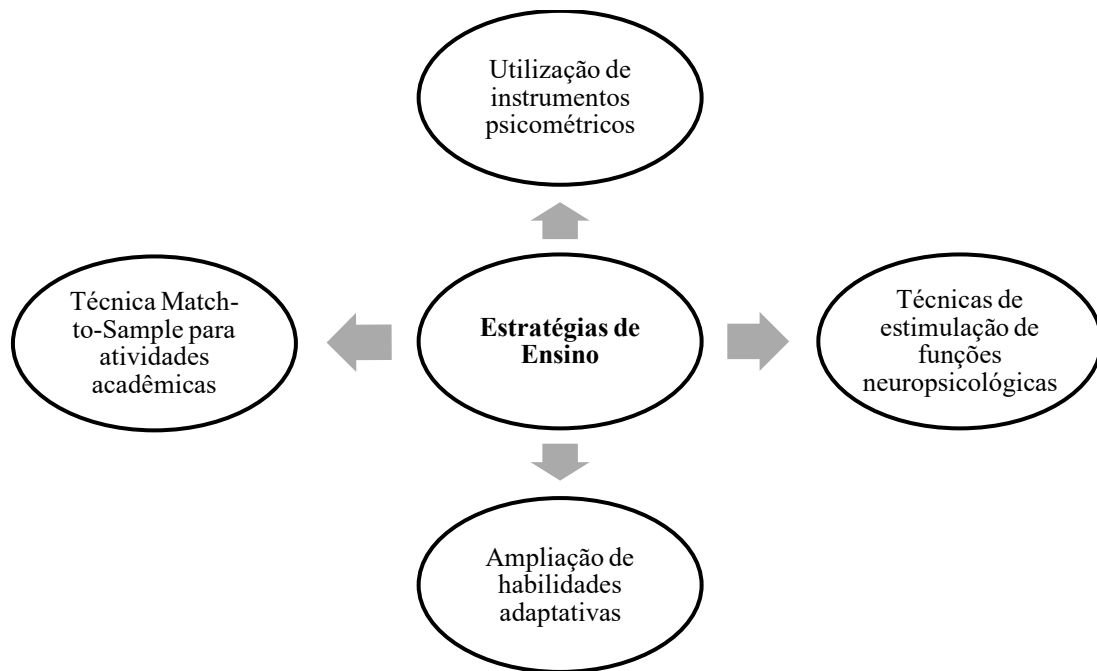 Utilização de
instrumentos
psicométricos
Técnica Match-
to-Sample para
atividades
acadêmicas
Estratégias de
Ensino
Técnicas de
estimulação de
funções
neuropsicológicas
Ampliação de
habilidades
adaptativas